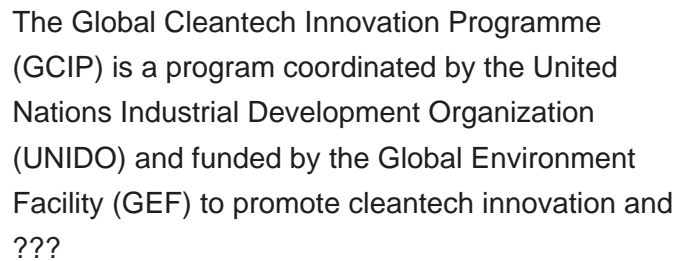 The Global Cleantech Innovation Programme
(GCIP) is a program coordinated by the United
Nations Industrial Development Organization
(UNIDO) and funded by the Global Environment
Facility (GEF) to promote cleantech innovation and
???